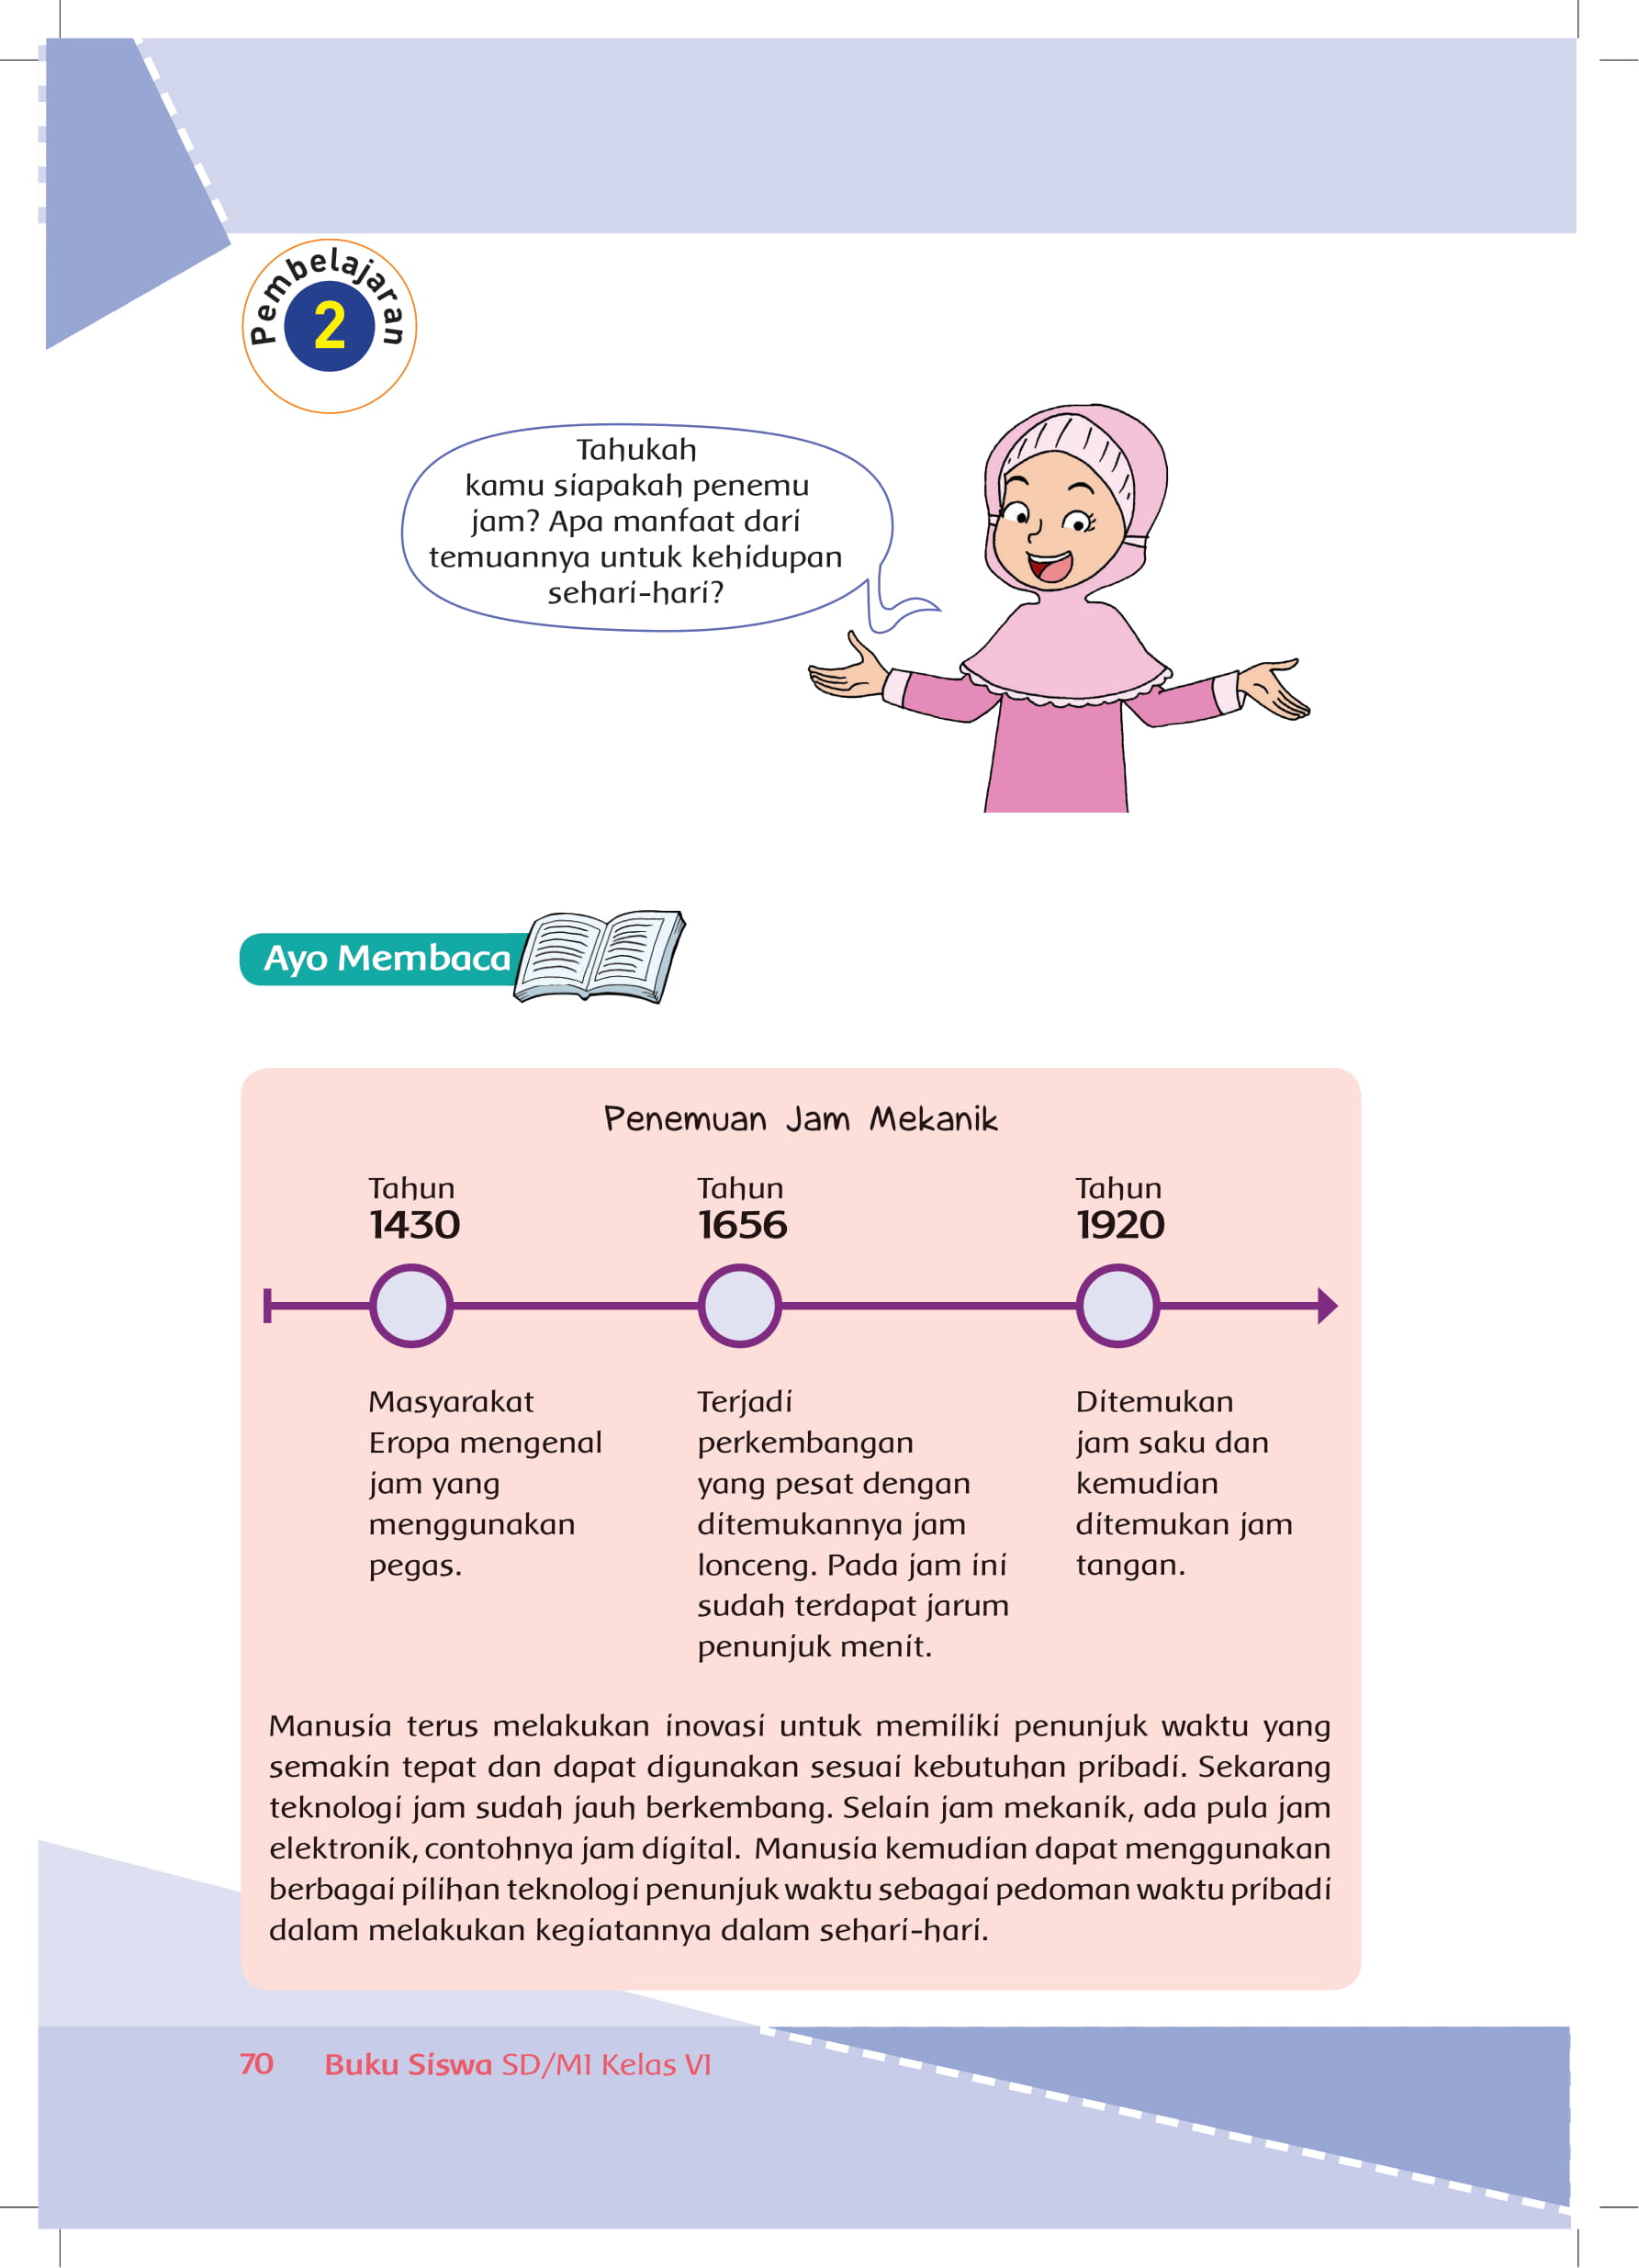 Pembelajaran
2
Tahukah
kamu siapakah penemu
jam? Apa manfaat dari
temuannya untuk kehidupan
sehari-hari?
Ayo Membaca
Penemuan Jam Mekanik
Tahun
1430
Tahun
1656
Tahun
1920
Masyarakat
Eropa mengenal
jam yang
menggunakan
pegas.
Terjadi
perkembangan
yang pesat dengan
ditemukannya jam
lonceng. Pada jam ini
sudah terdapat jarum
penunjuk menit.
Ditemukan
jam saku dan
kemudian
ditemukan jam
tangan.
Manusia terus melakukan inovasi untuk memiliki penunjuk waktu yang
semakin tepat dan dapat digunakan sesuai kebutuhan pribadi. Sekarang
teknologi jam sudah jauh berkembang. Selain jam mekanik, ada pula jam
elektronik, contohnya jam digital. Manusia kemudian dapat menggunakan
berbagai pilihan teknologi penunjuk waktu sebagai pedoman waktu pribadi
dalam melakukan kegiatannya dalam sehari-hari.
70 Buku Siswa SD/MI Kelas VI